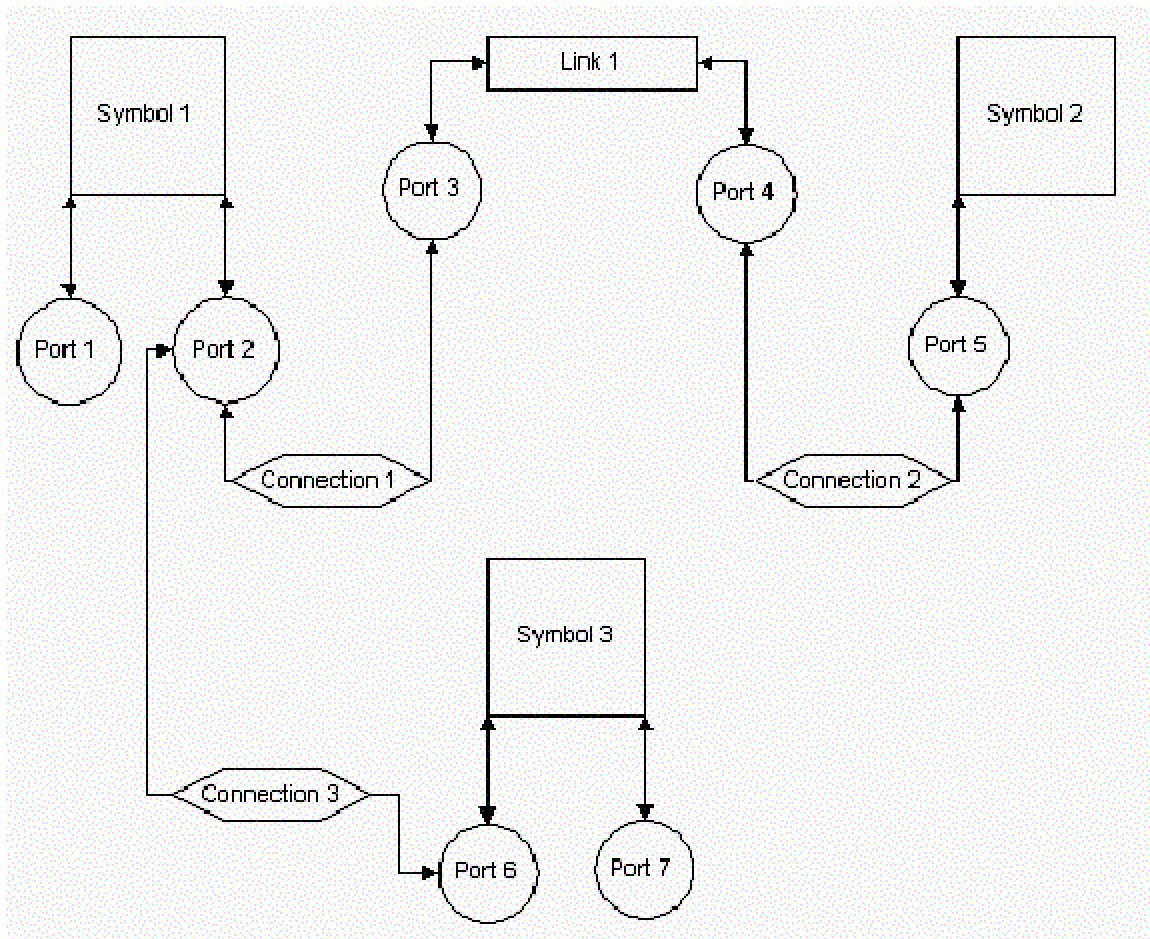 Link 1
Symbol 1
Symbol 2
Port 3
Port 4
Port 1
Port 2
Port 5
Connection 1
Connection 2
Symbol 3
Connection 3
Port 6
Port 7